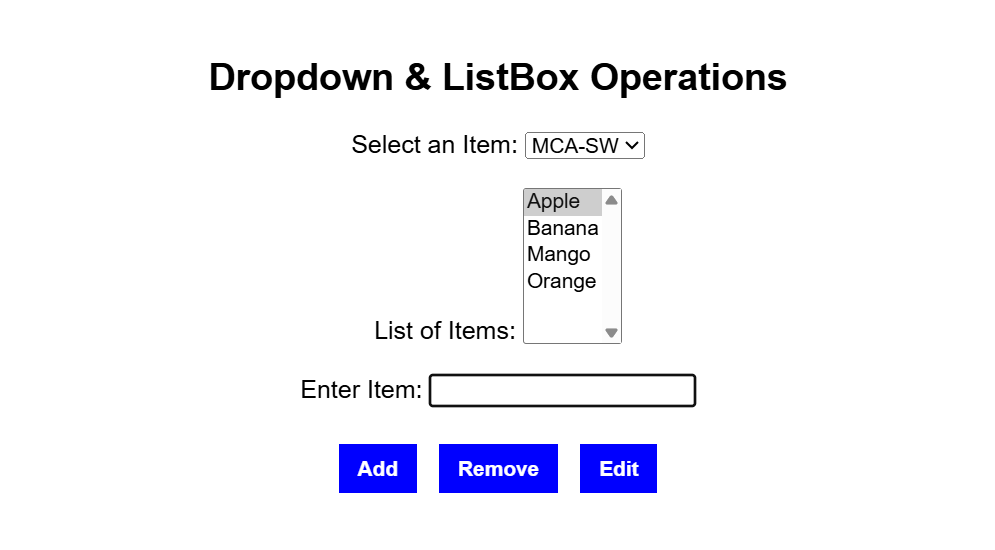 Dropdown & ListBox Operations
Select an Item: MCA-SW
Apple
Banana
Mango
Orange
List of Items:
Enter Item:
Add Remove Edit